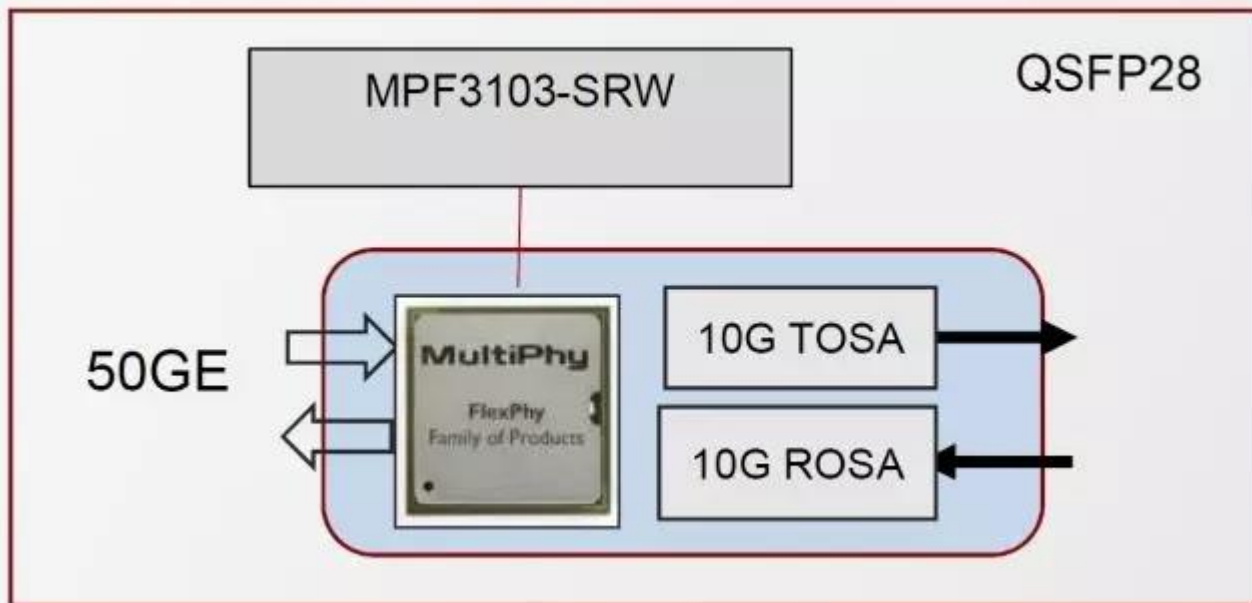 MPF3103-SRW
QSFP28
50GE
MultiPhy
FlexPhy
Family of Products
10G TOSA
10G ROSA